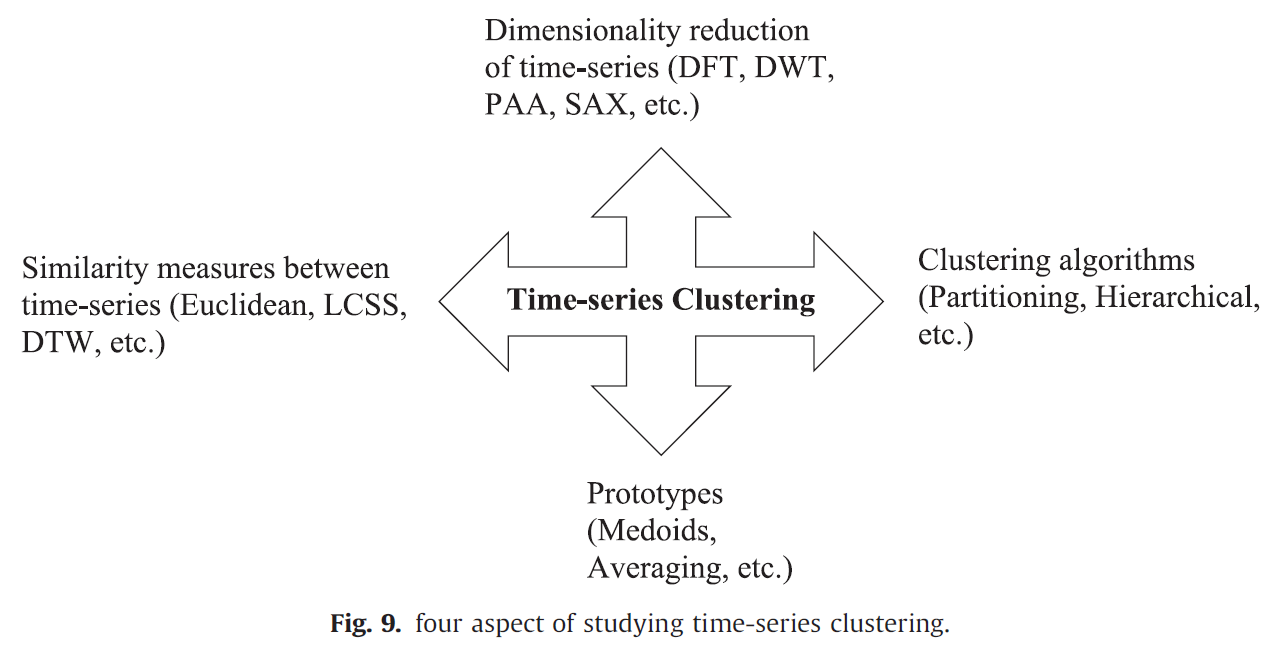 Dimensionality reduction
of time-series (DFT, DWT,
PAA, SAX, etc.)
Similarity measures between
time-series (Euclidean, LCSS,
DTW, etc.)
Time-series Clustering
Clustering algorithms
(Partitioning, Hierarchical,
etc.)
Prototypes
(Medoids,
Averaging, etc.)
Fig. 9. four aspect of studying time-series clustering.